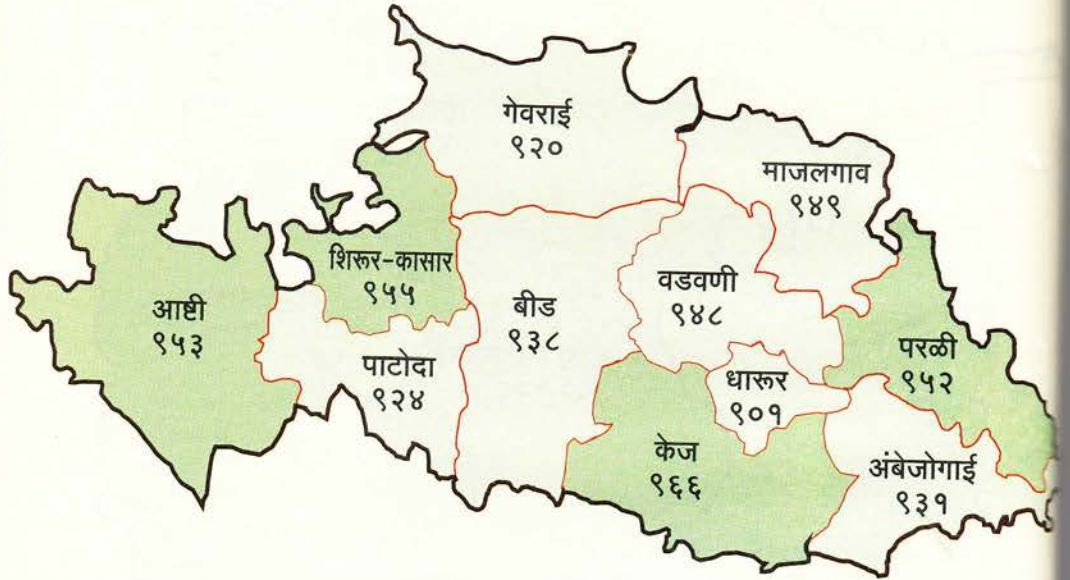 गेवराई
९२०
माजलगाव
९४९
शिरूर-कासार
९५५
वडवणी
९४८
आष्टी
९५३
बीड
९३८
परळी
९५२
पाटोदा
९२४
धारूर
९०१
केज
९६६
अंबेजोगाई
९३१